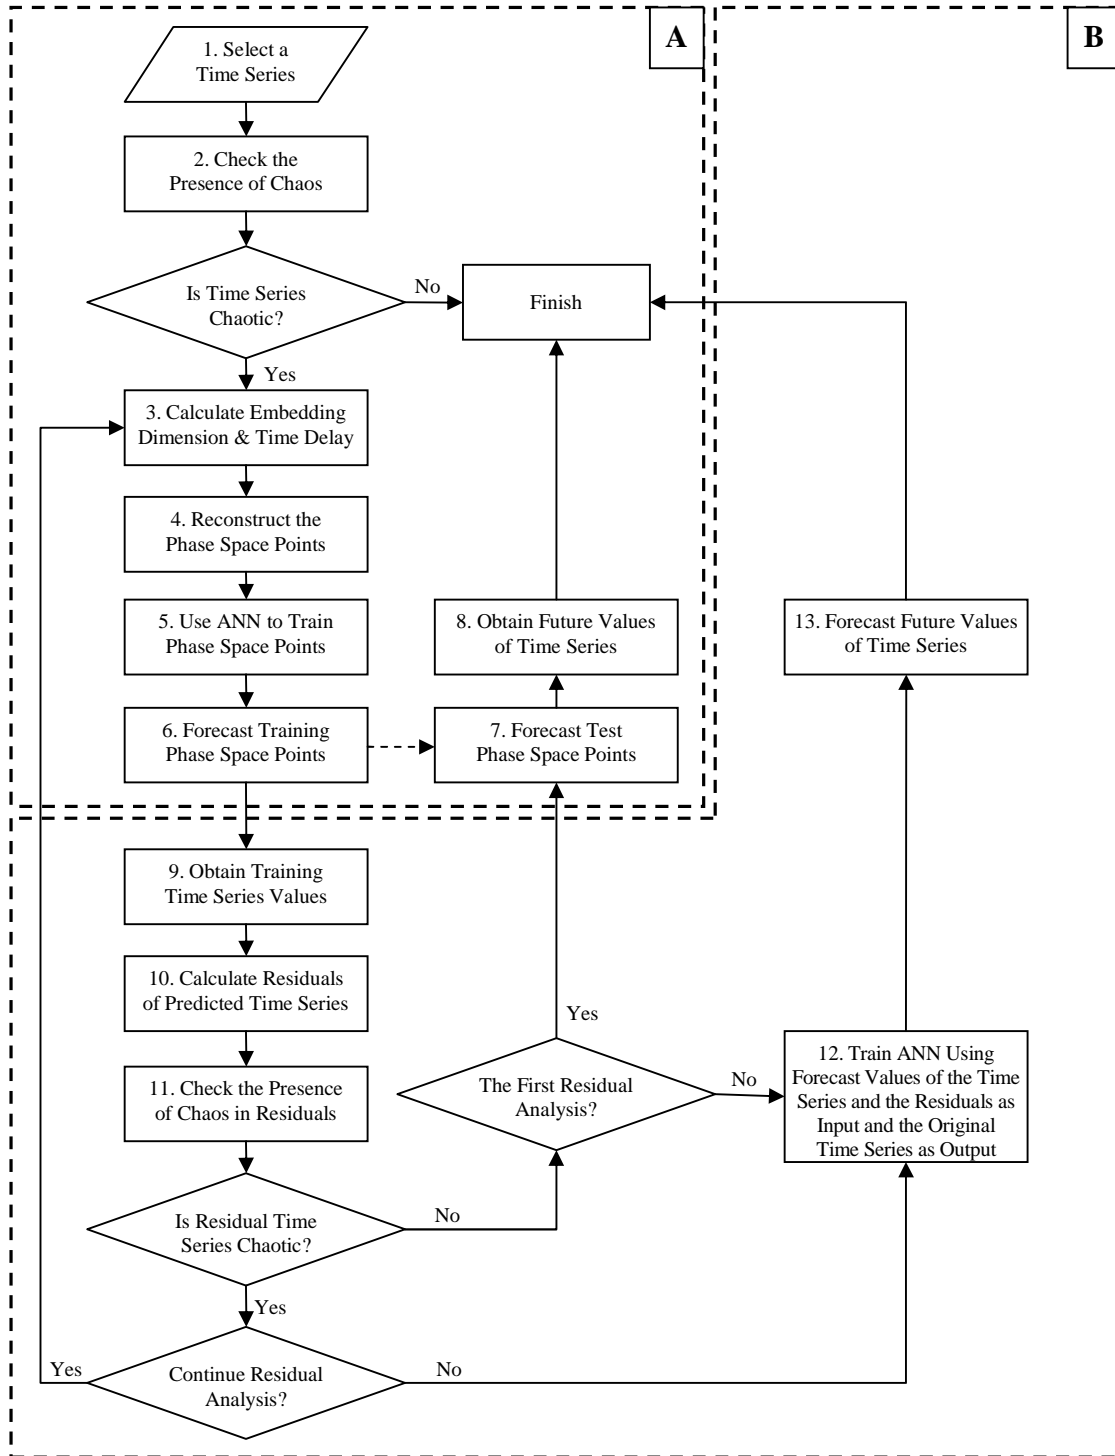 A
B
1. Select a
Time Series
2. Check the
Presence of Chaos
Is Time Series
Chaotic?
No
Finish
Yes
3. Calculate Embedding
Dimension & Time Delay
4. Reconstruct the
Phase Space Points
5. Use ANN to Train
Phase Space Points
8. Obtain Future Values
of Time Series
13. Forecast Future Values
of Time Series
6. Forecast Training
Phase Space Points
7. Forecast Test
Phase Space Points
9. Obtain Training
Time Series Values
10. Calculate Residuals
of Predicted Time Series
Yes
11. Check the Presence
of Chaos in Residuals
The First Residual
Analysis?
No
12. Train ANN Using
Forecast Values of the Time
Series and the Residuals as
Input and the Original
Time Series as Output
Is Residual Time
Series Chaotic?
No
Yes
Continue Residual
Analysis?
Yes
No